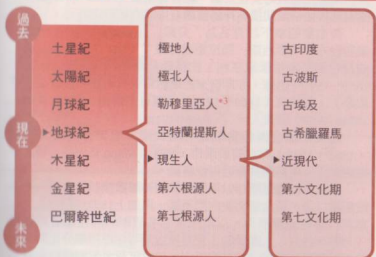 過去
現在
未來
土星紀
太陽紀
月球紀
地球紀
木星紀
金星紀
巴爾幹世紀
極地人
極北人
勒穆里亞人*3
亞特蘭提斯人
現生人
第六根源人
第七根源人
古印度
古波斯
古埃及
古希臘羅馬
近現代
第六文化期
第七文化期